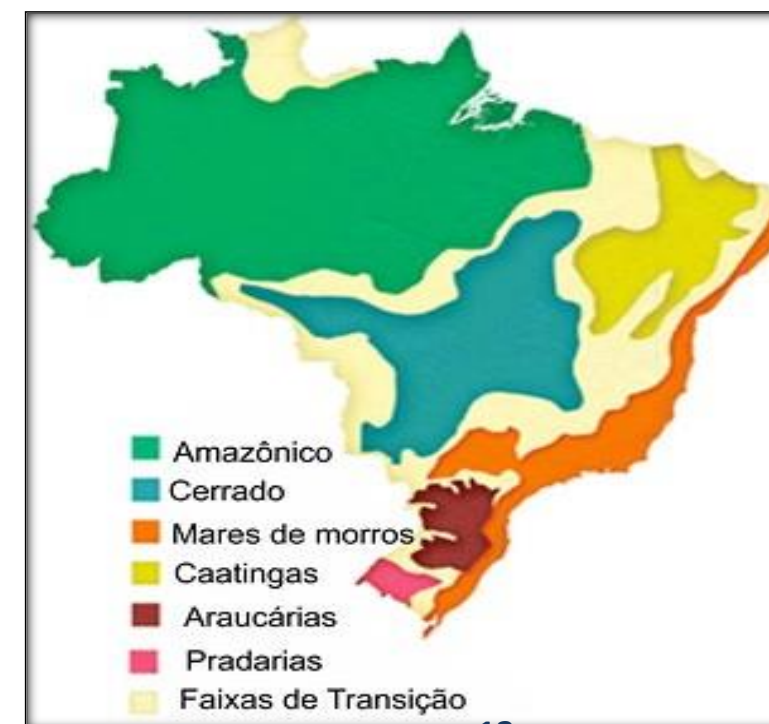 Amazônico
Cerrado
Mares de morros
Caatingas
Araucárias
Pradarias
Faixas de Transição